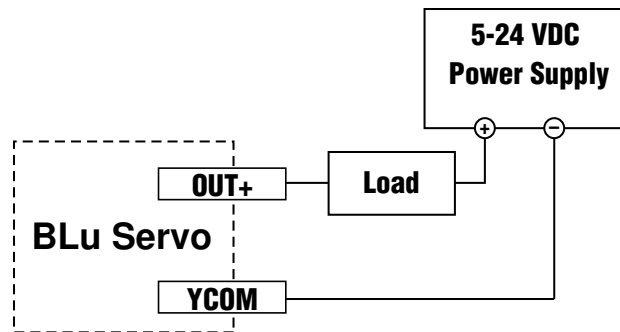 5-24 VDC
Power Supply
+
−
OUT+
Load
BLu Servo
YCOM